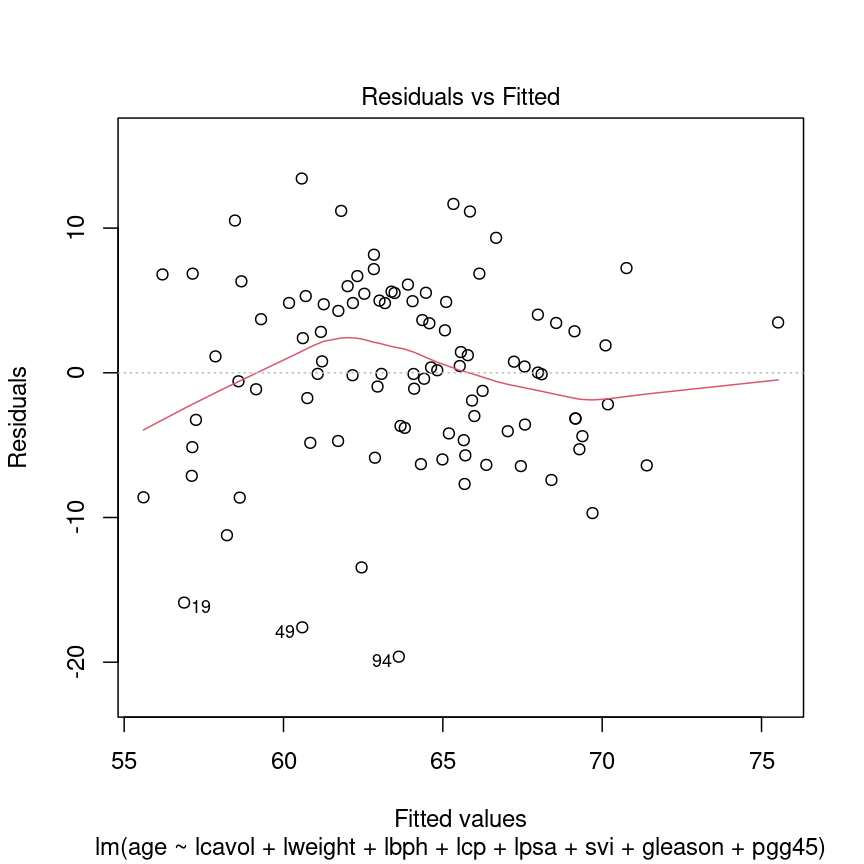 Residuals vs Fitted
Residuals
10
0
-10
-20
19
49
94
55 60 65 70 75
Fitted values
lm(age ~ lcavol + lweight + lbph + lcp + lpsa + svi + gleason + pgg45)